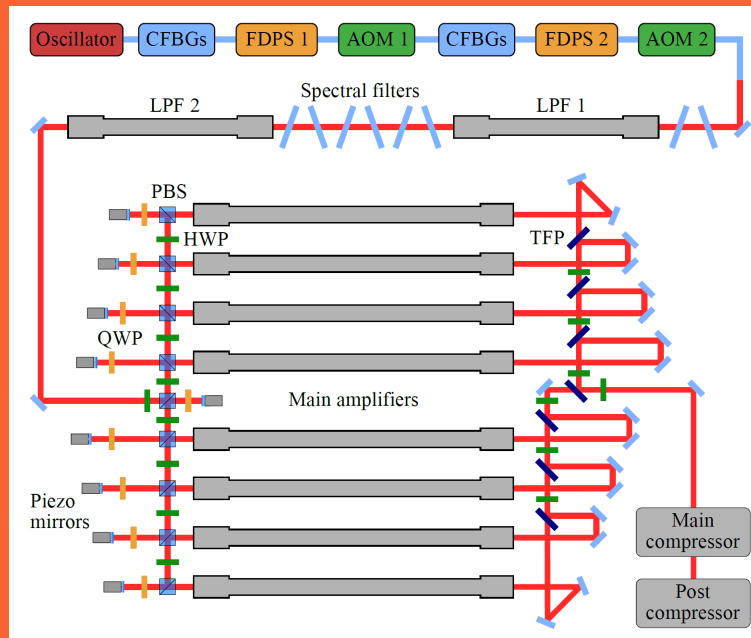 Oscillator CFBGs FDPS 1 AOM 1 CFBGs FDPS 2 AOM 2
LPF 2 Spectral filters LPF 1
PBS
HWP
TFP
QWP
Main amplifiers
Piezo
mirrors
Main
compressor
Post
compressor